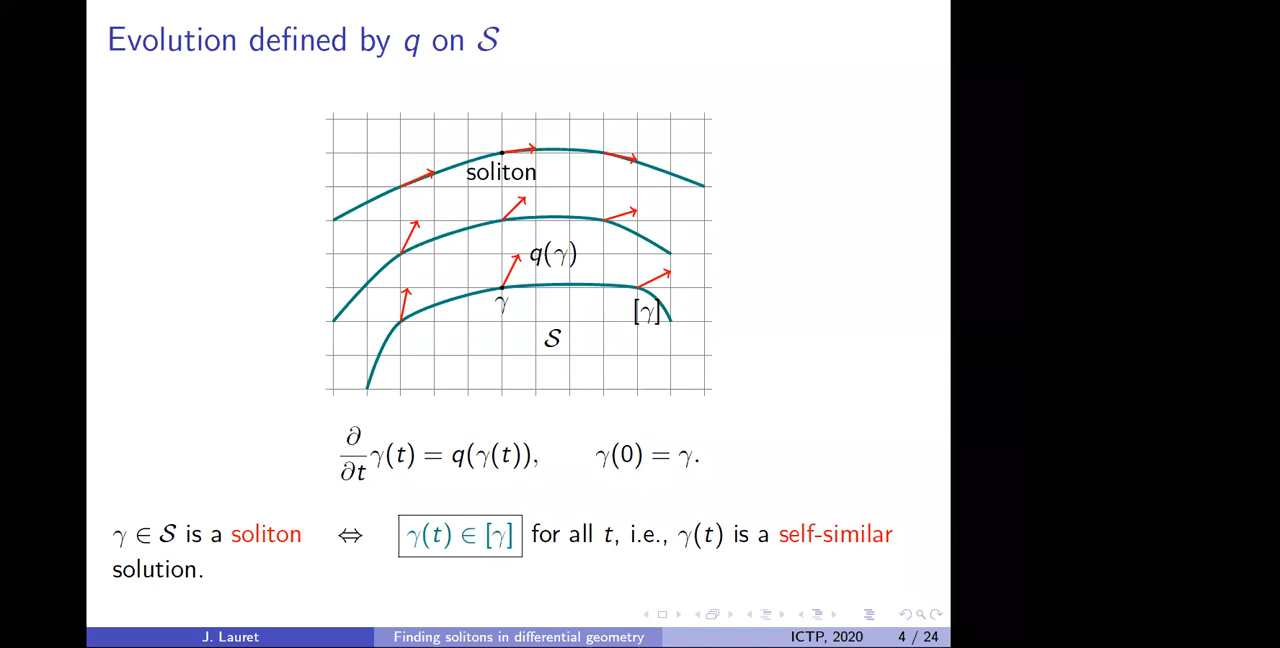 Evolution defined by q on 𝒮
soliton
q(γ)
γ
[γ]
𝒮
∂/∂t γ(t) = q(γ(t)), γ(0) = γ.
γ ∈ 𝒮 is a soliton ⇔ γ(t) ∈ [γ] for all t, i.e., γ(t) is a self-similar
solution.
J. Lauret Finding solitons in differential geometry ICTP, 2020 4 / 24